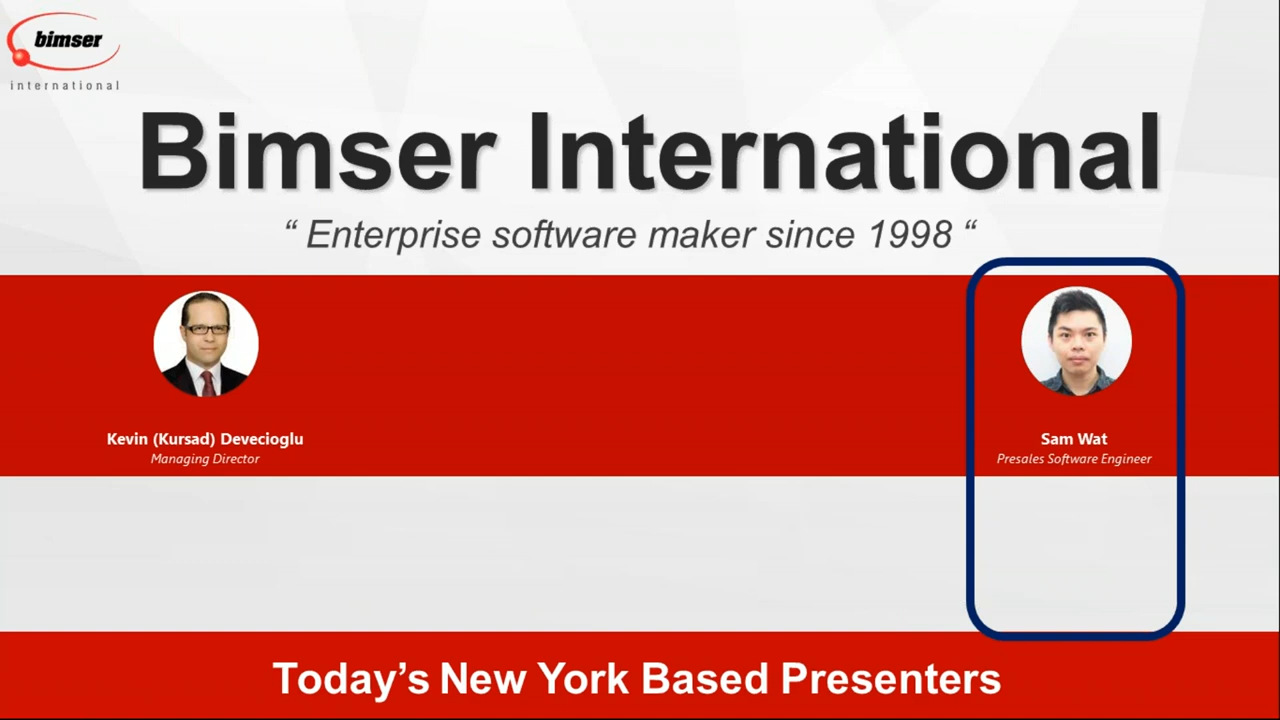 bimser
international
Bimser International
“ Enterprise software maker since 1998 “
Kevin (Kursad) Devecioglu
Managing Director
Sam Wat
Presales Software Engineer
Today’s New York Based Presenters